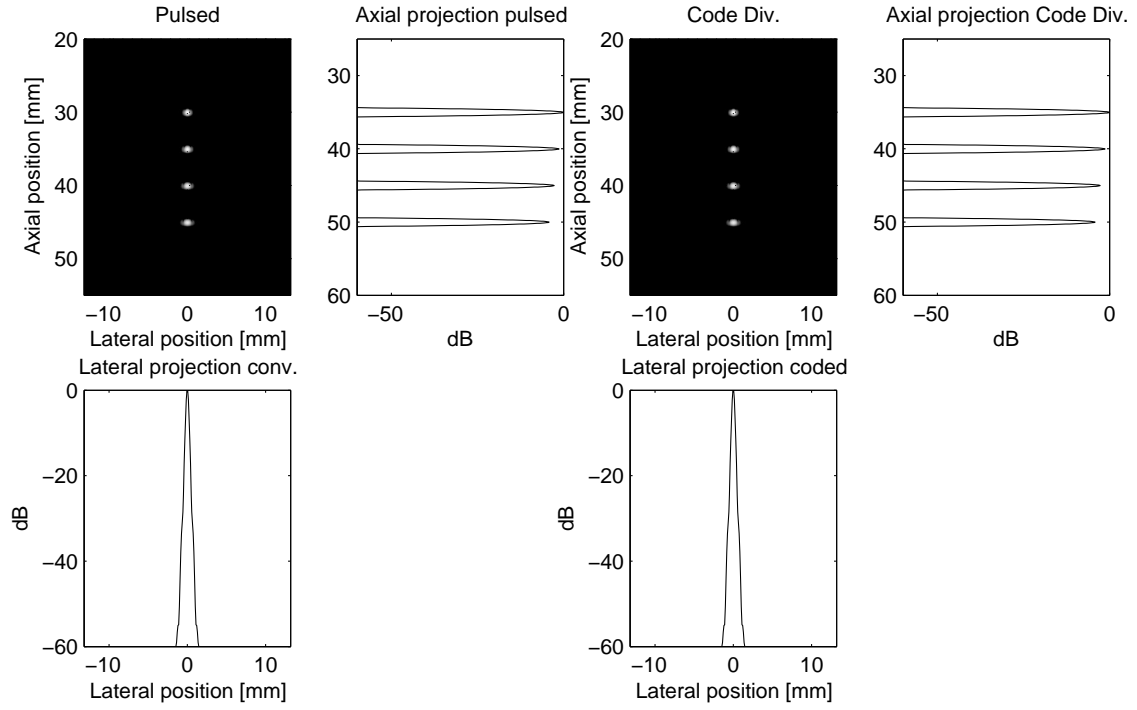 Pulsed
20
30
40
50
−10
0
10
Axial position [mm]
Lateral position [mm]
Axial projection pulsed
30
40
50
60
−50
0
dB
Code Div.
20
30
40
50
−10
0
10
Axial position [mm]
Lateral position [mm]
Axial projection Code Div.
30
40
50
60
−50
0
dB
Lateral projection conv.
0
−20
−40
−60
−10
0
10
dB
Lateral position [mm]
Lateral projection coded
0
−20
−40
−60
−10
0
10
dB
Lateral position [mm]